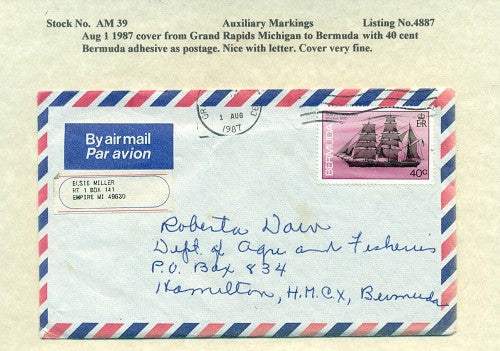 Stock No. AM 39 Auxiliary Markings Listing No.4887
Aug 1 1987 cover from Grand Rapids Michigan to Bermuda with 40 cent
Bermuda adhesive as postage. Nice with letter. Cover very fine.
GR
1 AUG
1987
By air mail
Par avion
BERMUDA
E II R
40c
ELSIE MILLER
RT 1 BOX 141
EMPIRE MI 49630
Roberta Daw
Dept. of Agre and Fisheries
P.O. Box 834
Hamilton, H.M.CX, Bermuda